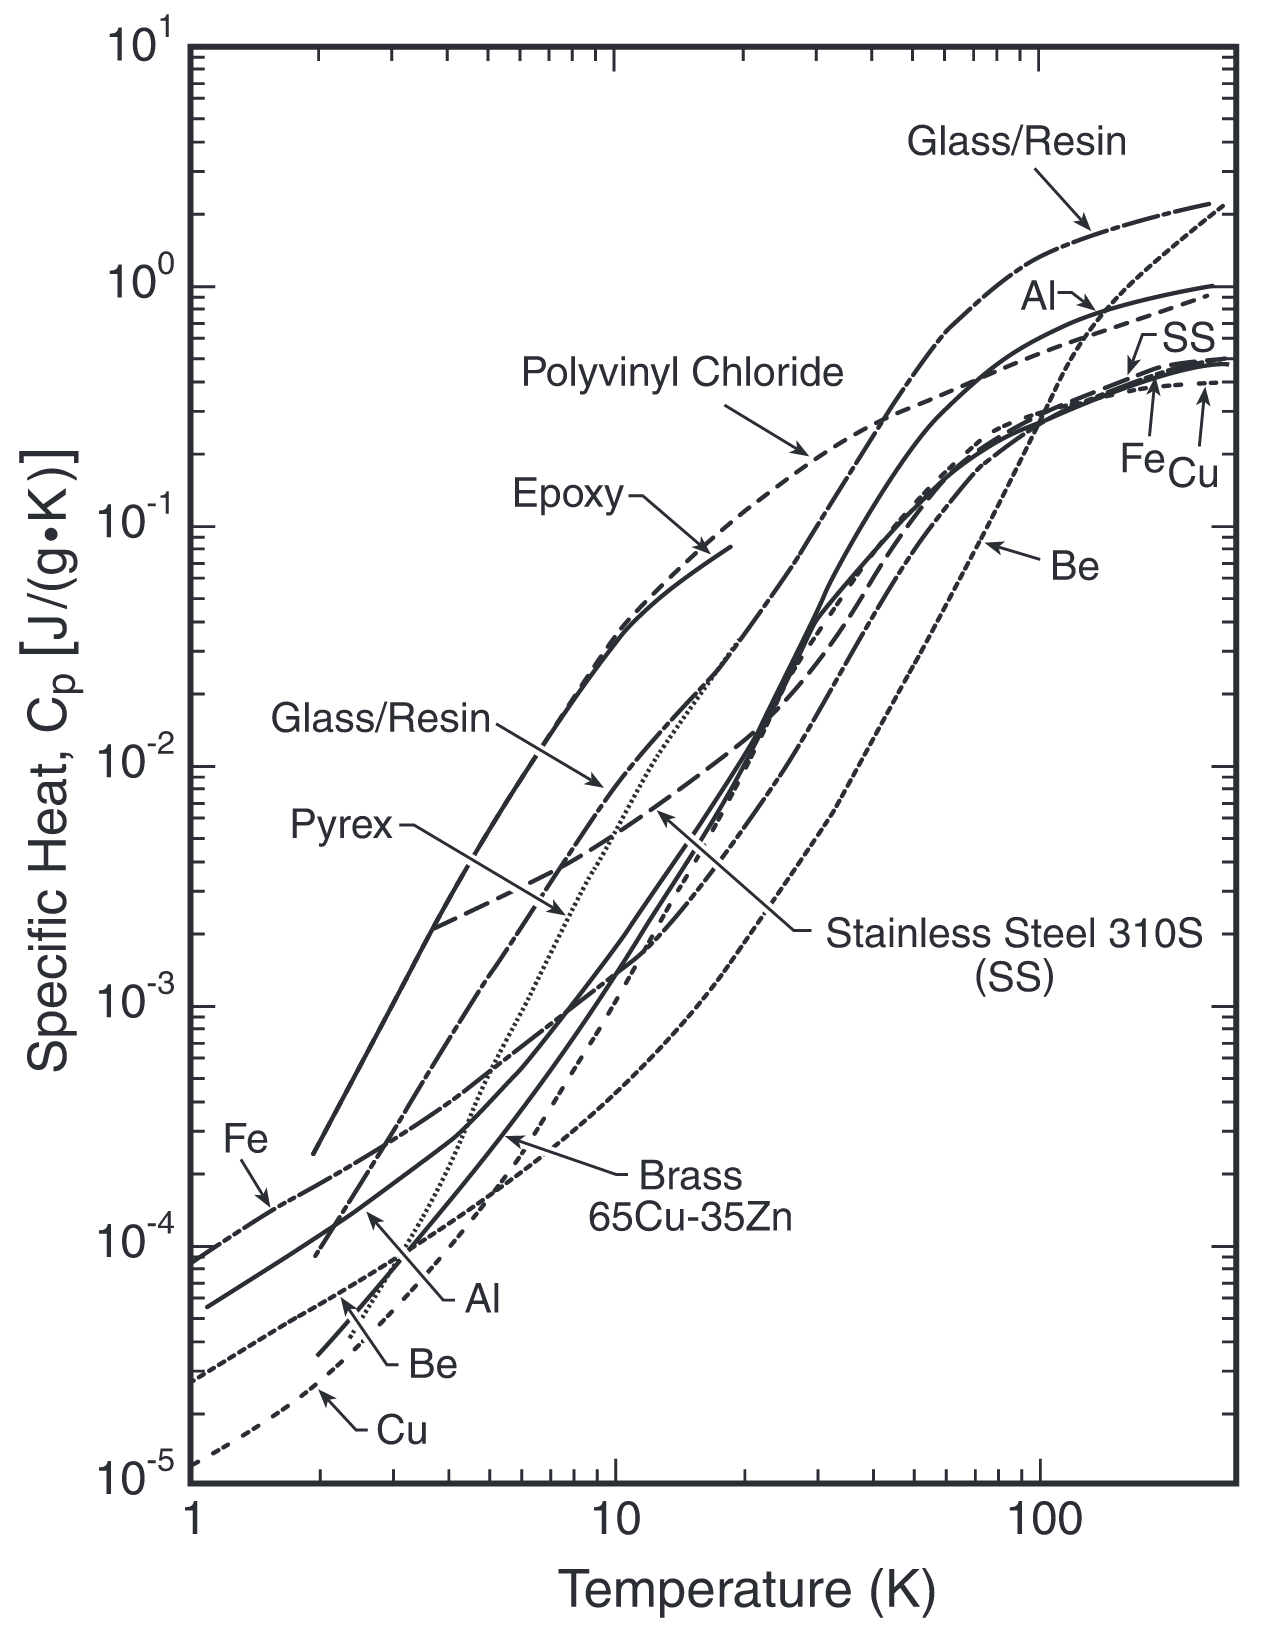 10^1
Glass/Resin
10^0
Al
SS
Polyvinyl Chloride
Fe
Cu
Epoxy
10^-1
Be
Specific Heat, C_p [J/(g•K)]
Glass/Resin
10^-2
Pyrex
Stainless Steel 310S
(SS)
10^-3
Fe
Brass
65Cu-35Zn
10^-4
Al
Be
Cu
10^-5
1 10 100
Temperature (K)